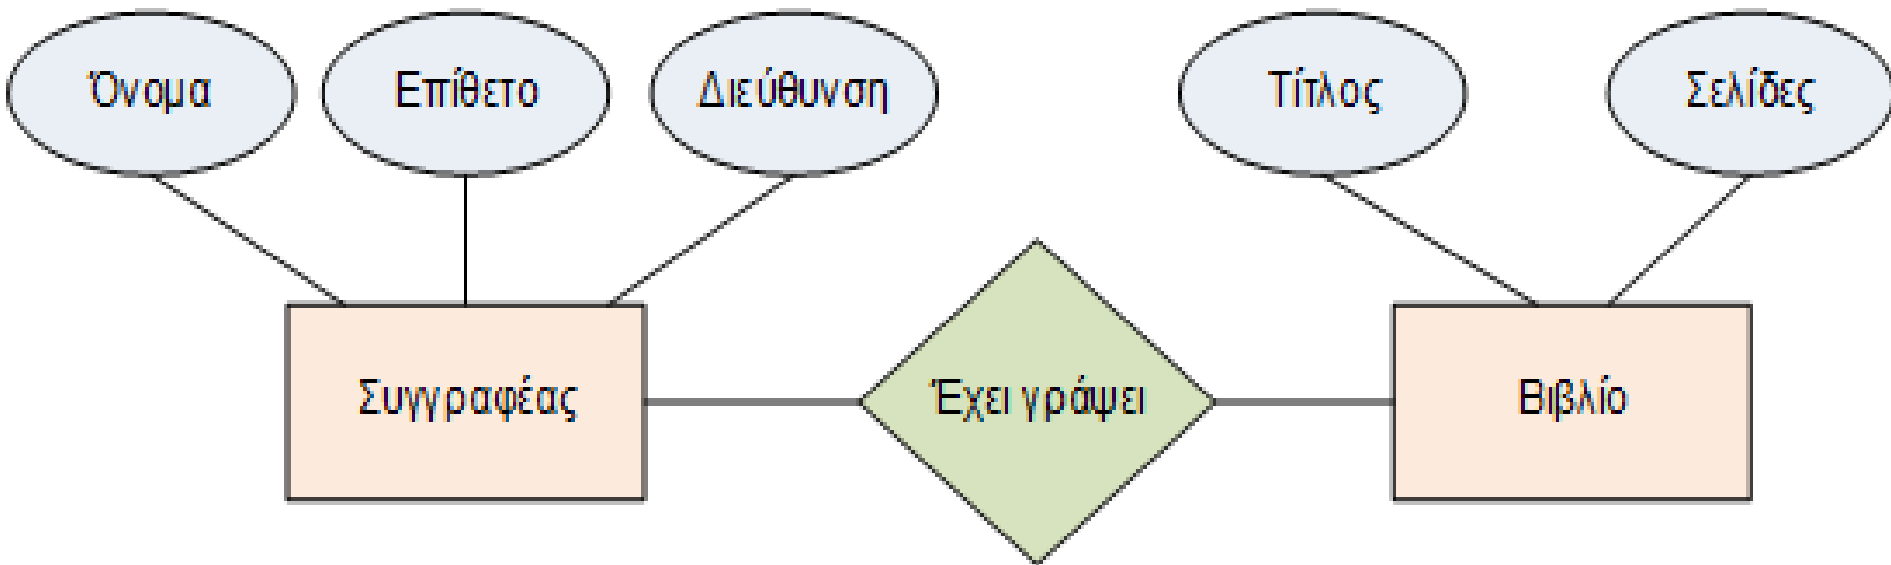 Όνομα
Επίθετο
Διεύθυνση
Τίτλος
Σελίδες
Συγγραφέας
Έχει γράψει
Βιβλίο